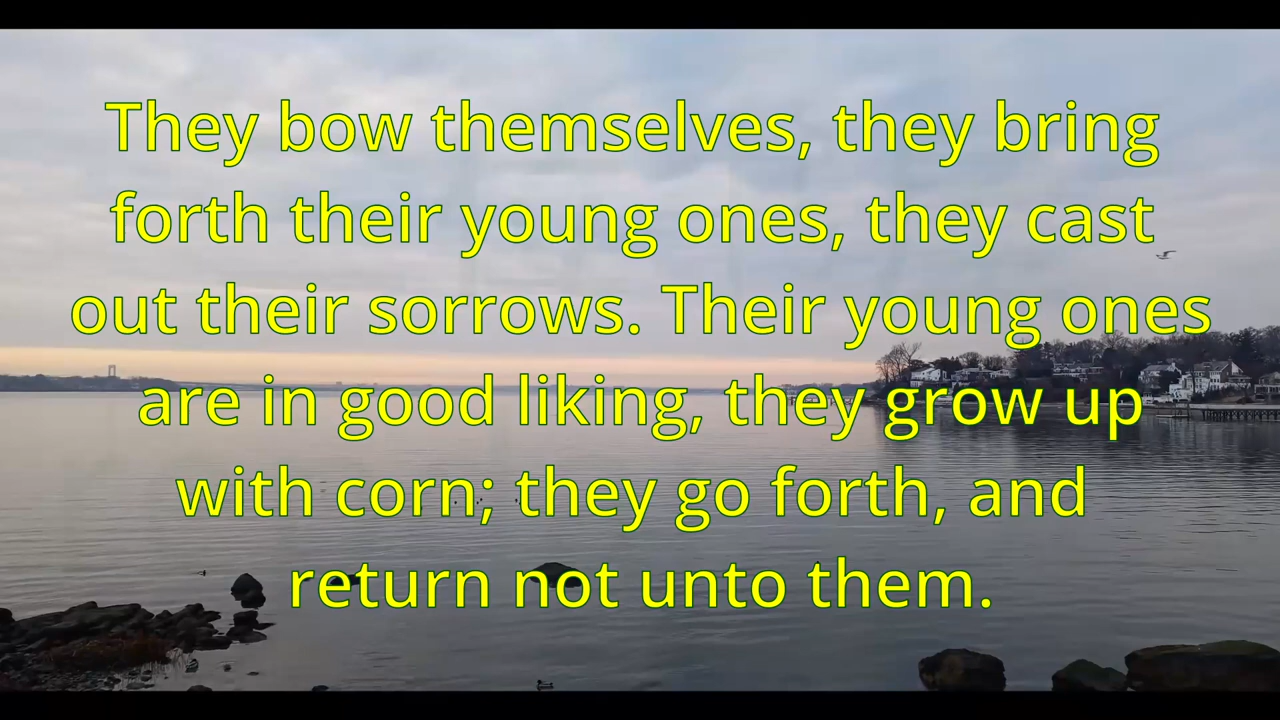 They bow themselves, they bring
forth their young ones, they cast
out their sorrows. Their young ones
are in good liking, they grow up
with corn; they go forth, and
return not unto them.